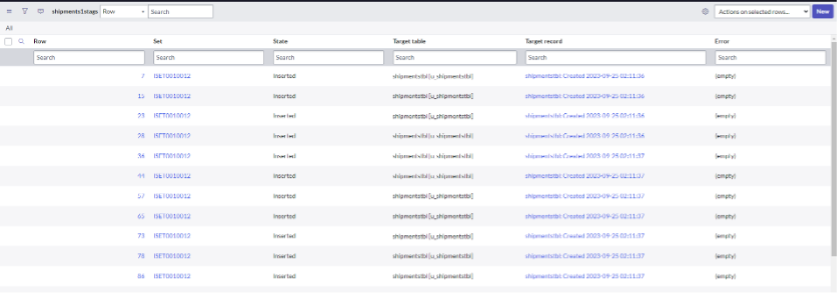 shipments1stags Row Search Actions on selected rows... New
All
Row Set State Target table Target record Error
Search Search Search Search Search Search
7 ISET0010012 Inserted shipmentstbl [u_shipmentstbl] shipmentstbl: Created 2023-09-25 02:11:36 (empty)
15 ISET0010012 Inserted shipmentstbl [u_shipmentstbl] shipmentstbl: Created 2023-09-25 02:11:36 (empty)
23 ISET0010012 Inserted shipmentstbl [u_shipmentstbl] shipmentstbl: Created 2023-09-25 02:11:36 (empty)
28 ISET0010012 Inserted shipmentstbl [u_shipmentstbl] shipmentstbl: Created 2023-09-25 02:11:36 (empty)
36 ISET0010012 Inserted shipmentstbl [u_shipmentstbl] shipmentstbl: Created 2023-09-25 02:11:37 (empty)
44 ISET0010012 Inserted shipmentstbl [u_shipmentstbl] shipmentstbl: Created 2023-09-25 02:11:37 (empty)
57 ISET0010012 Inserted shipmentstbl [u_shipmentstbl] shipmentstbl: Created 2023-09-25 02:11:37 (empty)
65 ISET0010012 Inserted shipmentstbl [u_shipmentstbl] shipmentstbl: Created 2023-09-25 02:11:37 (empty)
73 ISET0010012 Inserted shipmentstbl [u_shipmentstbl] shipmentstbl: Created 2023-09-25 02:11:37 (empty)
78 ISET0010012 Inserted shipmentstbl [u_shipmentstbl] shipmentstbl: Created 2023-09-25 02:11:37 (empty)
86 ISET0010012 Inserted shipmentstbl [u_shipmentstbl] shipmentstbl: Created 2023-09-25 02:11:37 (empty)